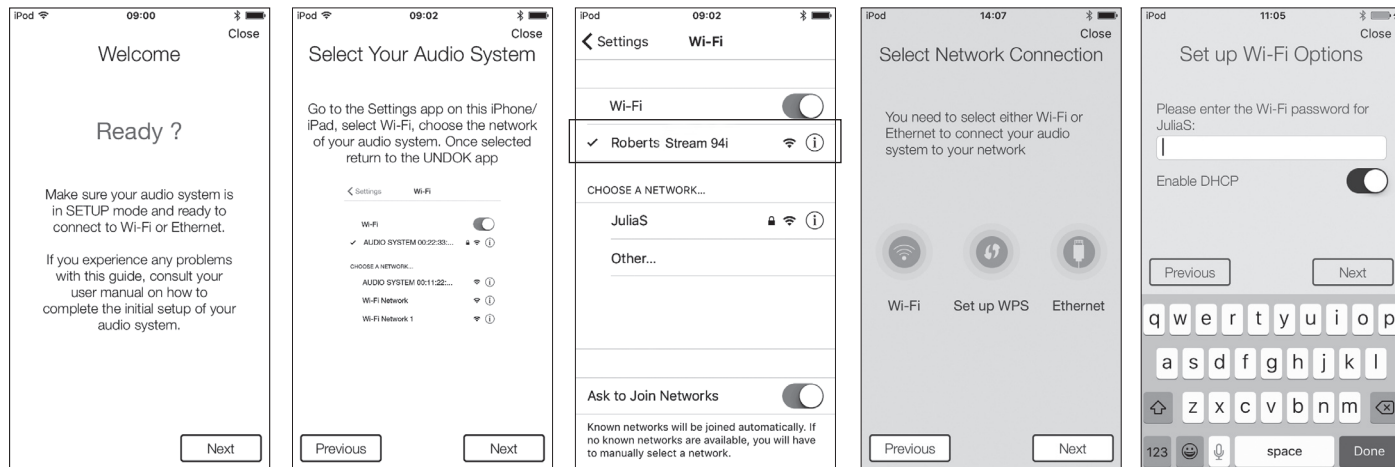 iPod 09:00
Close
Welcome
Ready ?
Make sure your audio system is
in SETUP mode and ready to
connect to Wi-Fi or Ethernet.
If you experience any problems
with this guide, consult your
user manual on how to
complete the initial setup of your
audio system.
Next
iPod 09:02
Close
Select Your Audio System
Go to the Settings app on this iPhone/
iPad, select Wi-Fi, choose the network
of your audio system. Once selected
return to the UNDOK app
Settings Wi-Fi
Wi-Fi
AUDIO SYSTEM 00:22:33:...
CHOOSE A NETWORK...
AUDIO SYSTEM 00:11:22:...
Wi-Fi Network
Wi-Fi Network 1
Previous Next
iPod 09:02
Settings Wi-Fi
Wi-Fi
Roberts Stream 94i
CHOOSE A NETWORK...
JuliaS
Other...
Ask to Join Networks
Known networks will be joined automatically. If
no known networks are available, you will have
to manually select a network.
iPod 14:07
Close
Select Network Connection
You need to select either Wi-Fi or
Ethernet to connect your audio
system to your network
Wi-Fi Set up WPS Ethernet
Previous Next
iPod 11:05
Close
Set up Wi-Fi Options
Please enter the Wi-Fi password for
JuliaS:
Enable DHCP
Previous Next
q w e r t y u i o p
a s d f g h j k l
z x c v b n m
123 space Done